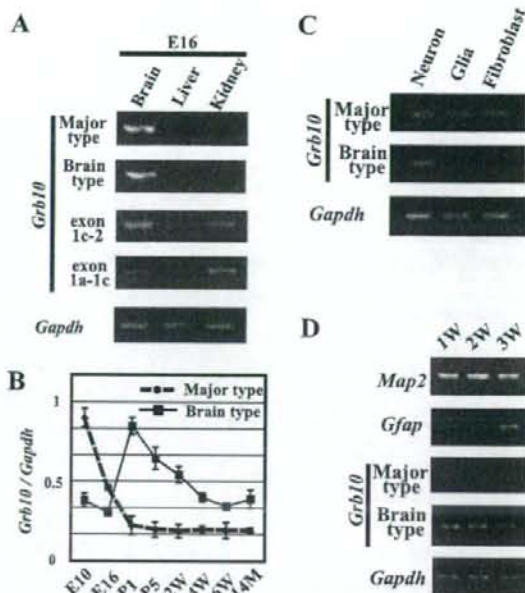 A
E16
Brain
Liver
Kidney
Grb10
Major
type
Brain
type
exon
1c-2
exon
1a-1c
Gapdh
B
Major type
Brain type
Grb10 / Gapdh
1
0.5
0
E10
E16
P1
P5
2W
14M
C
Neuron
Glia
Fibroblast
Grb10
Major
type
Brain
type
Gapdh
D
1W
2W
3W
Map2
Gfap
Grb10
Major
type
Brain
type
Gapdh